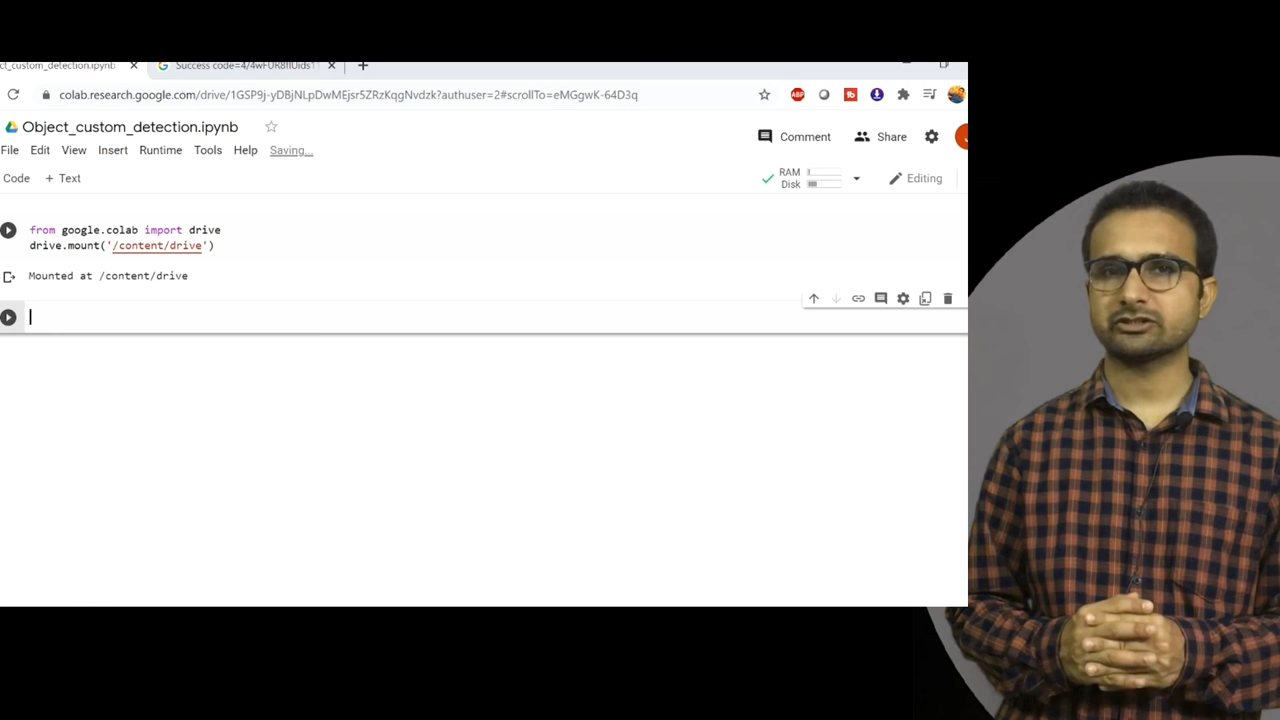 ct_custom_detection.ipynb
Success code=4/4wFUR8flUids1
colab.research.google.com/drive/1GSP9j-yDBjNLpDwMEjsr5ZRzKqgNvdzk?authuser=2#scrollTo=eMGgwK-64D3q
ABP
Object_custom_detection.ipynb
Comment
Share
File Edit View Insert Runtime Tools Help Saving...
Code + Text
RAM
Disk
Editing
from google.colab import drive
drive.mount('/content/drive')
Mounted at /content/drive